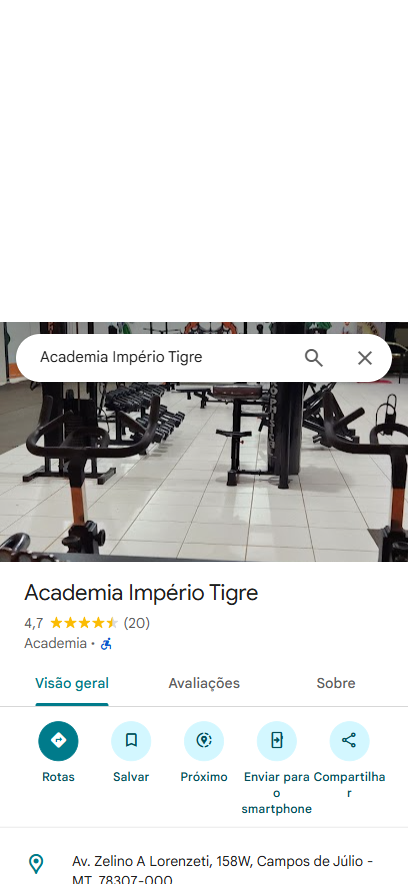 Academia Império Tigre
Academia Império Tigre
4,7 (20)
Academia ·
Visão geral Avaliações Sobre
Rotas Salvar Próximo Enviar para o smartphone Compartilhar
Av. Zelino A Lorenzeti, 158W, Campos de Júlio -
MT, 78307-000